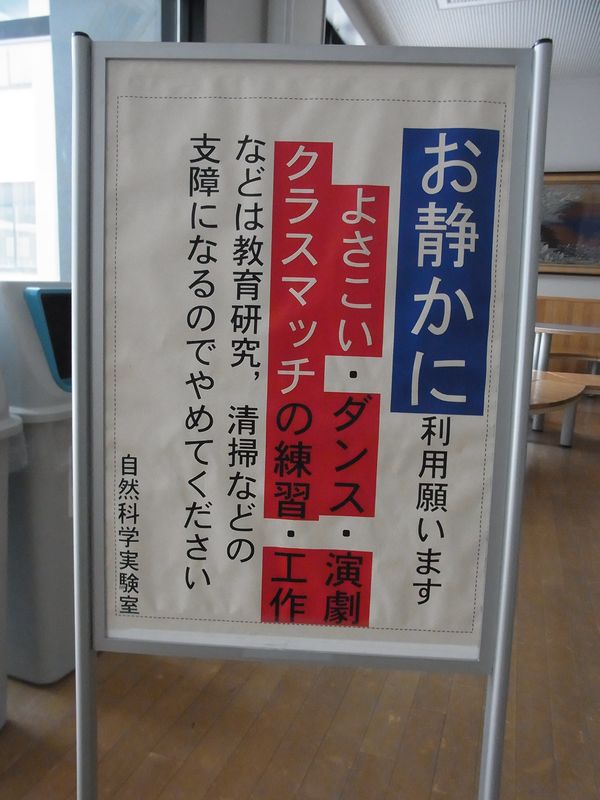 お静かに利用願います
よさこい・ダンス・演劇
クラスマッチの練習・工作
などは教育研究，清掃などの
支障になるのでやめてください
自然科学実験室